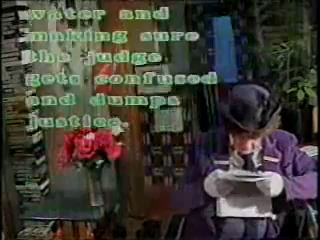 water and
making sure
the judge
gets confused
and dumps
justice.